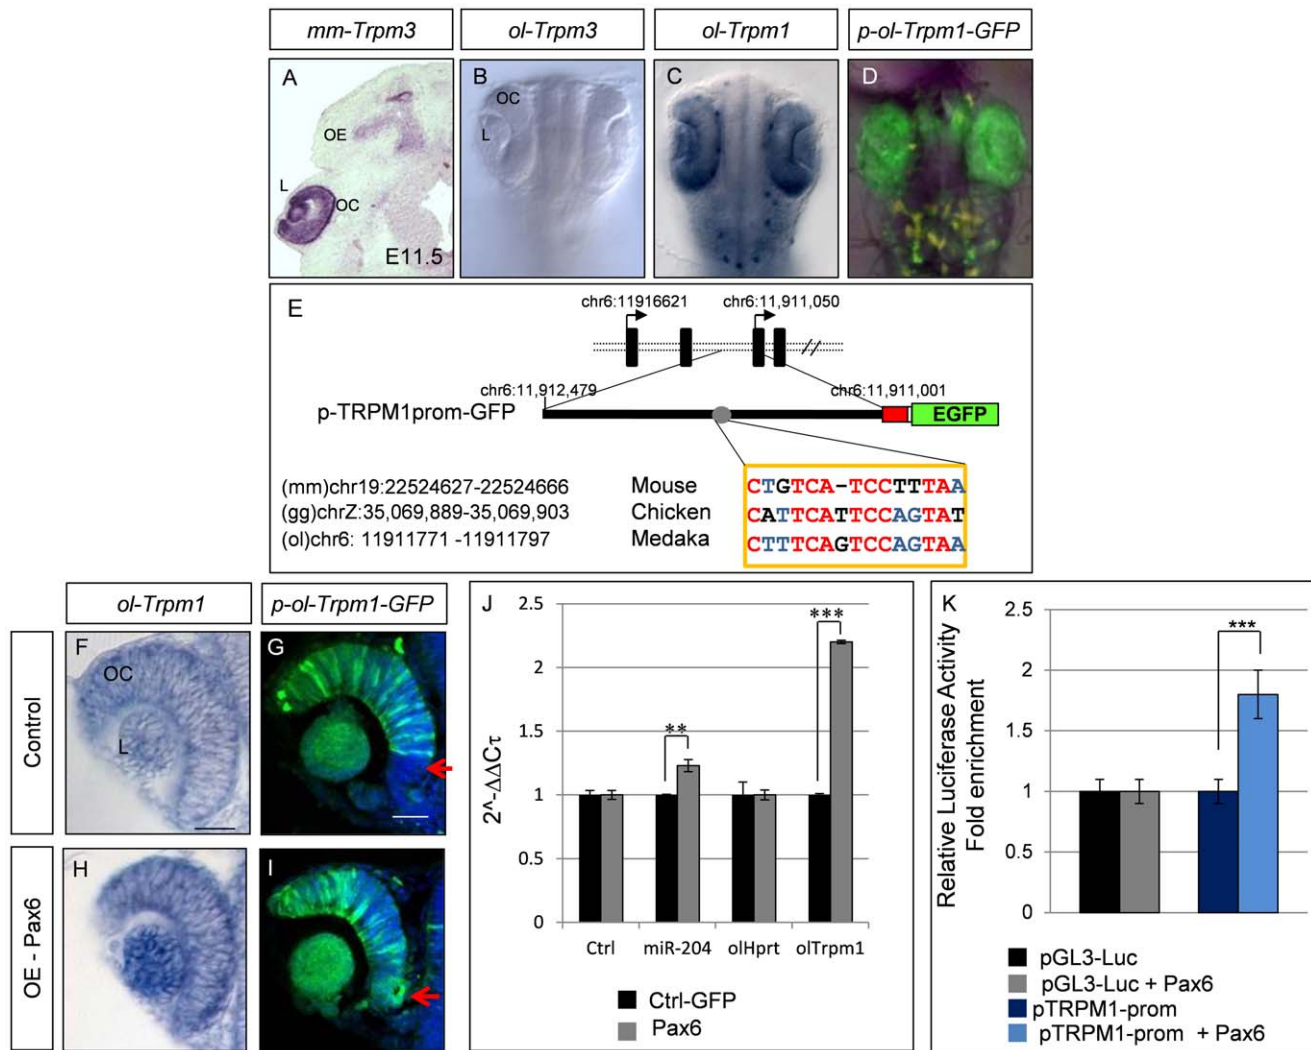 mm-Trpm3
ol-Trpm3
ol-Trpm1
p-ol-Trpm1-GFP
A
OE
L
OC
E11.5
B
OC
L
C
D
E
chr6:11916621
chr6:11,911,050
chr6:11,912,479
chr6:11,911,001
p-TRPM1prom-GFP
EGFP
(mm)chr19:22524627-22524666 Mouse CTGTCA-TCCTTTAA
(gg)chrZ:35,069,889-35,069,903 Chicken CATTCATTCCAGTAT
(ol)chr6: 11911771 -11911797 Medaka CTTTCAGTCCAGTAA
ol-Trpm1
p-ol-Trpm1-GFP
Control
F
OC
L
G
OE - Pax6
H
I
J
2^-ΔΔCτ
2.5
2
1.5
1
0.5
0
**
***
Ctrl
miR-204
olHprt
olTrpm1
Ctrl-GFP
Pax6
K
Relative Luciferase Activity
Fold enrichment
2.5
2
1.5
1
0.5
0
***
pGL3-Luc
pGL3-Luc + Pax6
pTRPM1-prom
pTRPM1-prom + Pax6